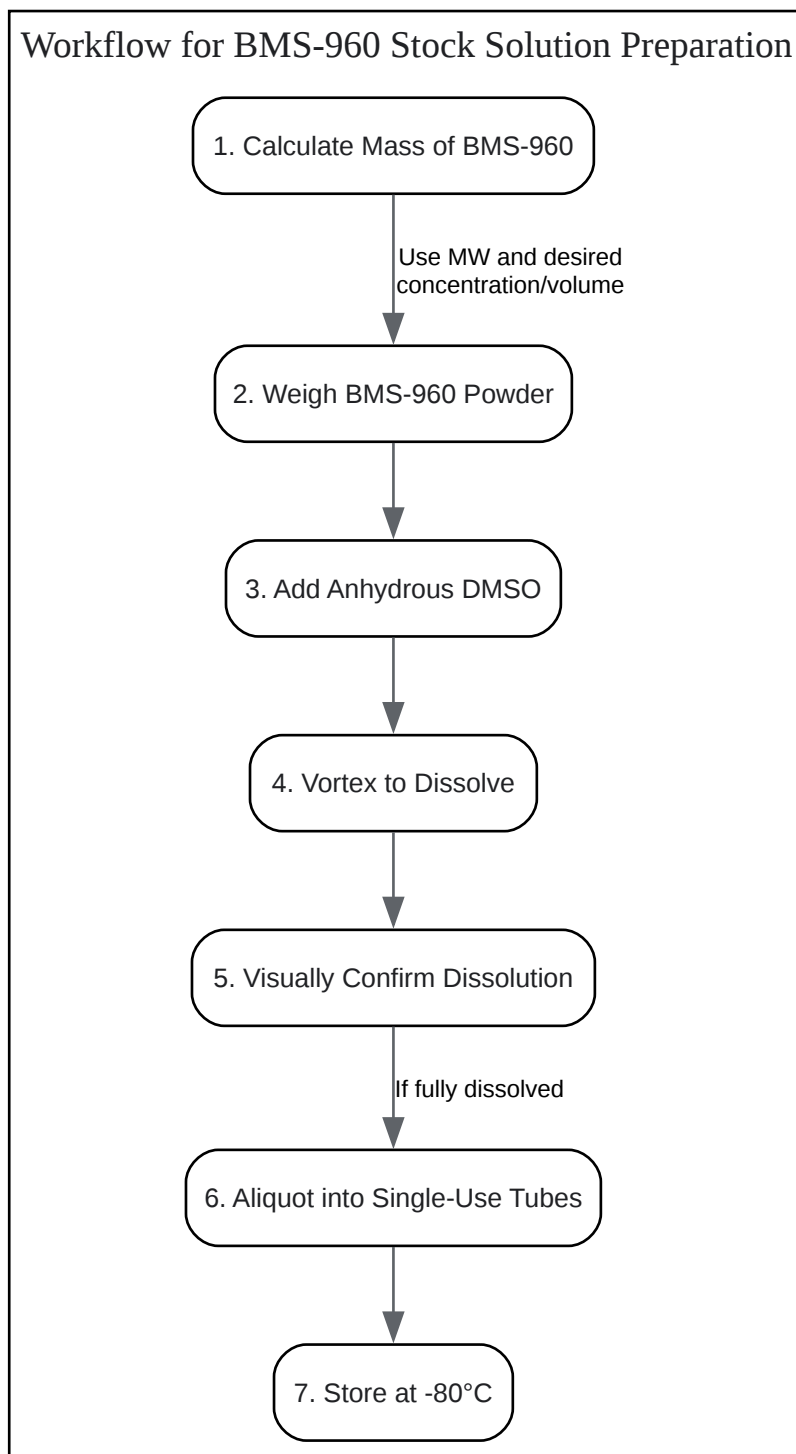 Workflow for BMS-960 Stock Solution Preparation
1. Calculate Mass of BMS-960
Use MW and desired
concentration/volume
2. Weigh BMS-960 Powder
3. Add Anhydrous DMSO
4. Vortex to Dissolve
5. Visually Confirm Dissolution
If fully dissolved
6. Aliquot into Single-Use Tubes
7. Store at -80°C